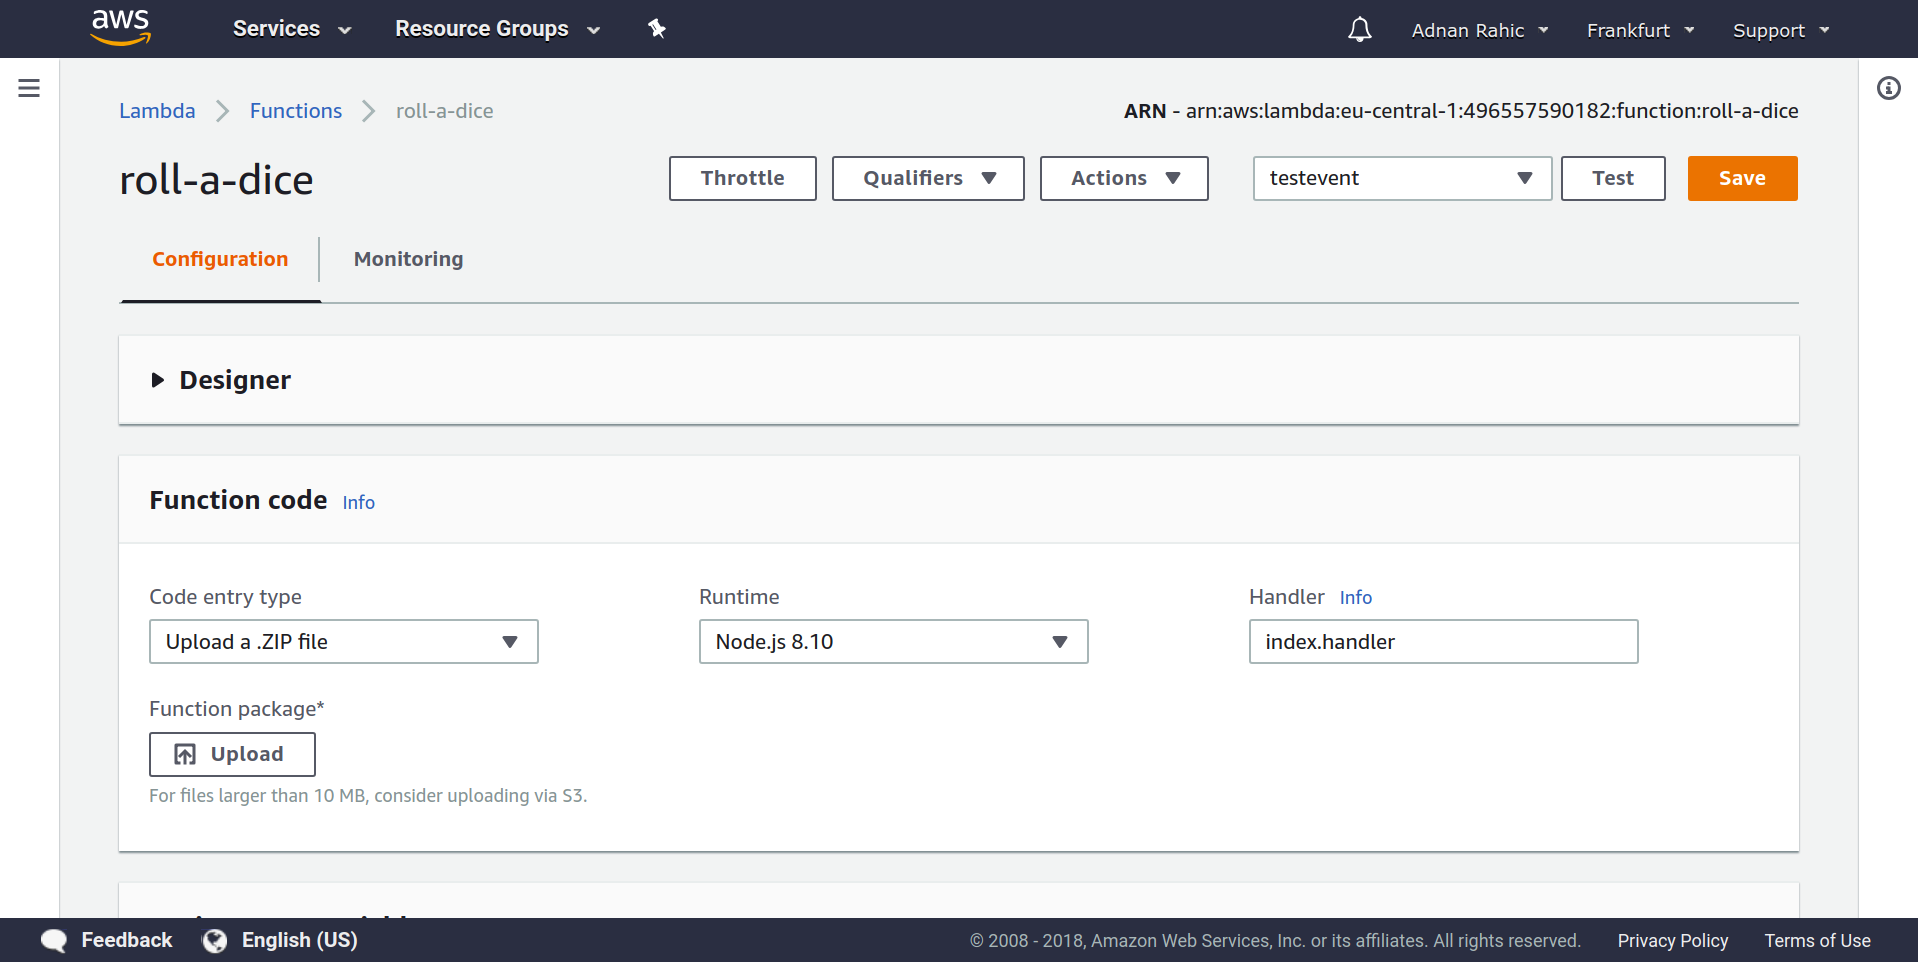 aws Services Resource Groups Adnan Rahic Frankfurt Support
Lambda Functions roll-a-dice ARN - arn:aws:lambda:eu-central-1:496557590182:function:roll-a-dice
roll-a-dice Throttle Qualifiers Actions testevent Test Save
Configuration Monitoring
Designer
Function code Info
Code entry type Runtime Handler Info
Upload a .ZIP file Node.js 8.10 index.handler
Function package*
Upload
For files larger than 10 MB, consider uploading via S3.
Feedback English (US) © 2008 - 2018, Amazon Web Services, Inc. or its affiliates. All rights reserved. Privacy Policy Terms of Use